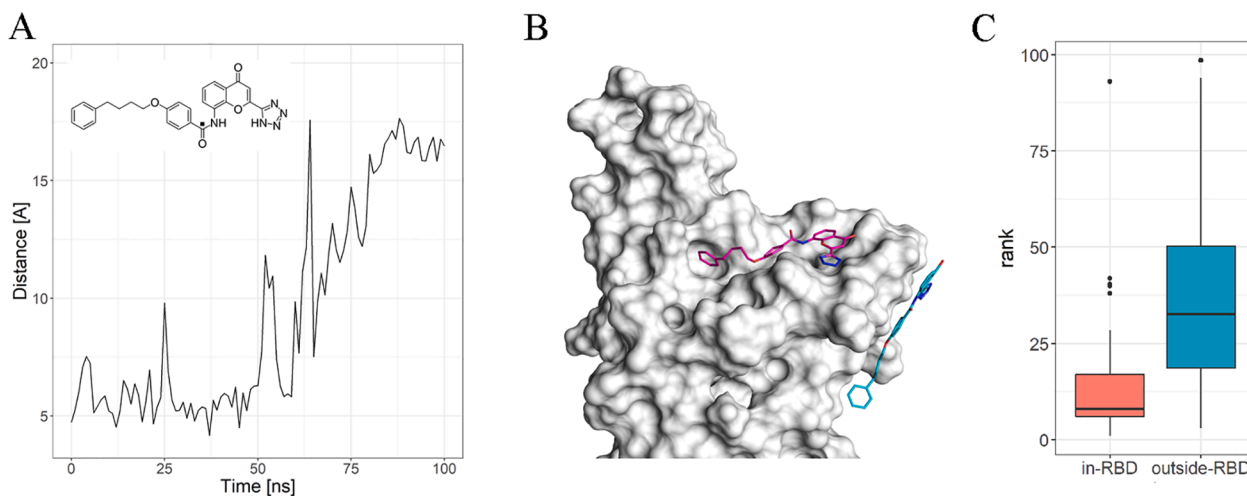 A
B
C
20
15
10
5
Distance [A]
0
25
50
75
100
Time [ns]
O
O
O
NH
O
N
N
N
HN
100
75
50
25
0
rank
in-RBD
outside-RBD